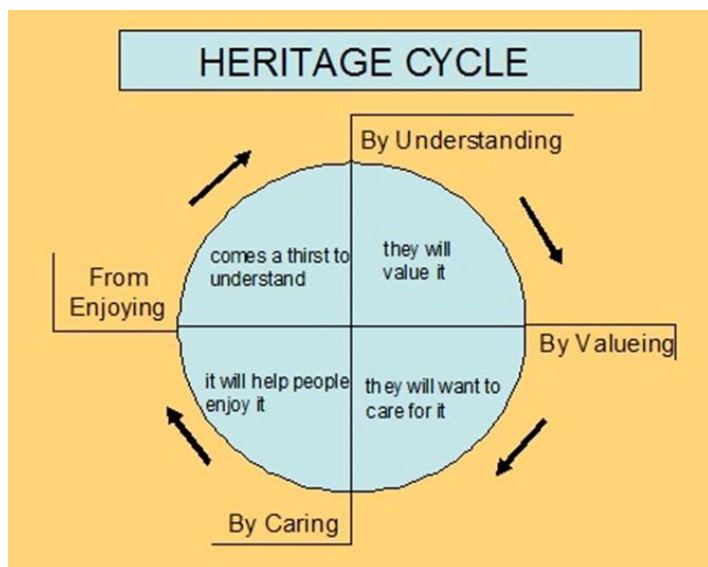 HERITAGE CYCLE
By Understanding
they will
value it
By Valueing
they will want to
care for it
By Caring
it will help people
enjoy it
From
Enjoying
comes a thirst to
understand